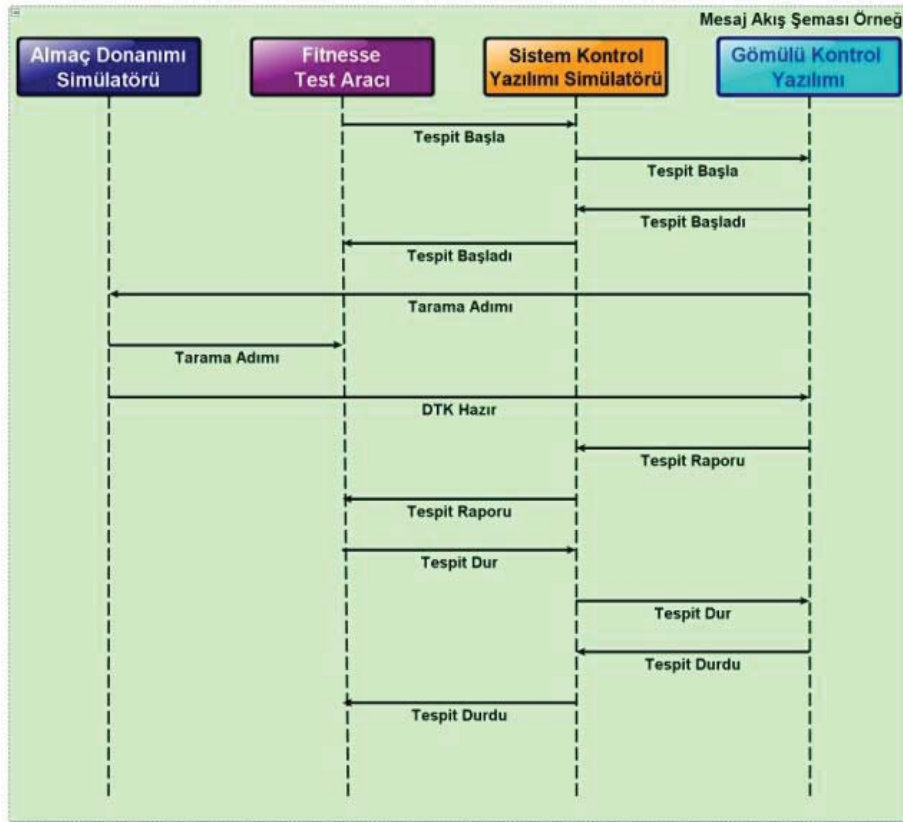 Mesaj Akış Şeması Örneğ
Almaç Donanımı
Simülatörü
Fitnesse
Test Aracı
Sistem Kontrol
Yazılımı Simülatörü
Gömülü Kontrol
Yazılımı
Tespit Başla
Tespit Başla
Tespit Başladı
Tespit Başladı
Tarama Adımı
Tarama Adımı
DTK Hazır
Tespit Raporu
Tespit Raporu
Tespit Dur
Tespit Dur
Tespit Durdu
Tespit Durdu